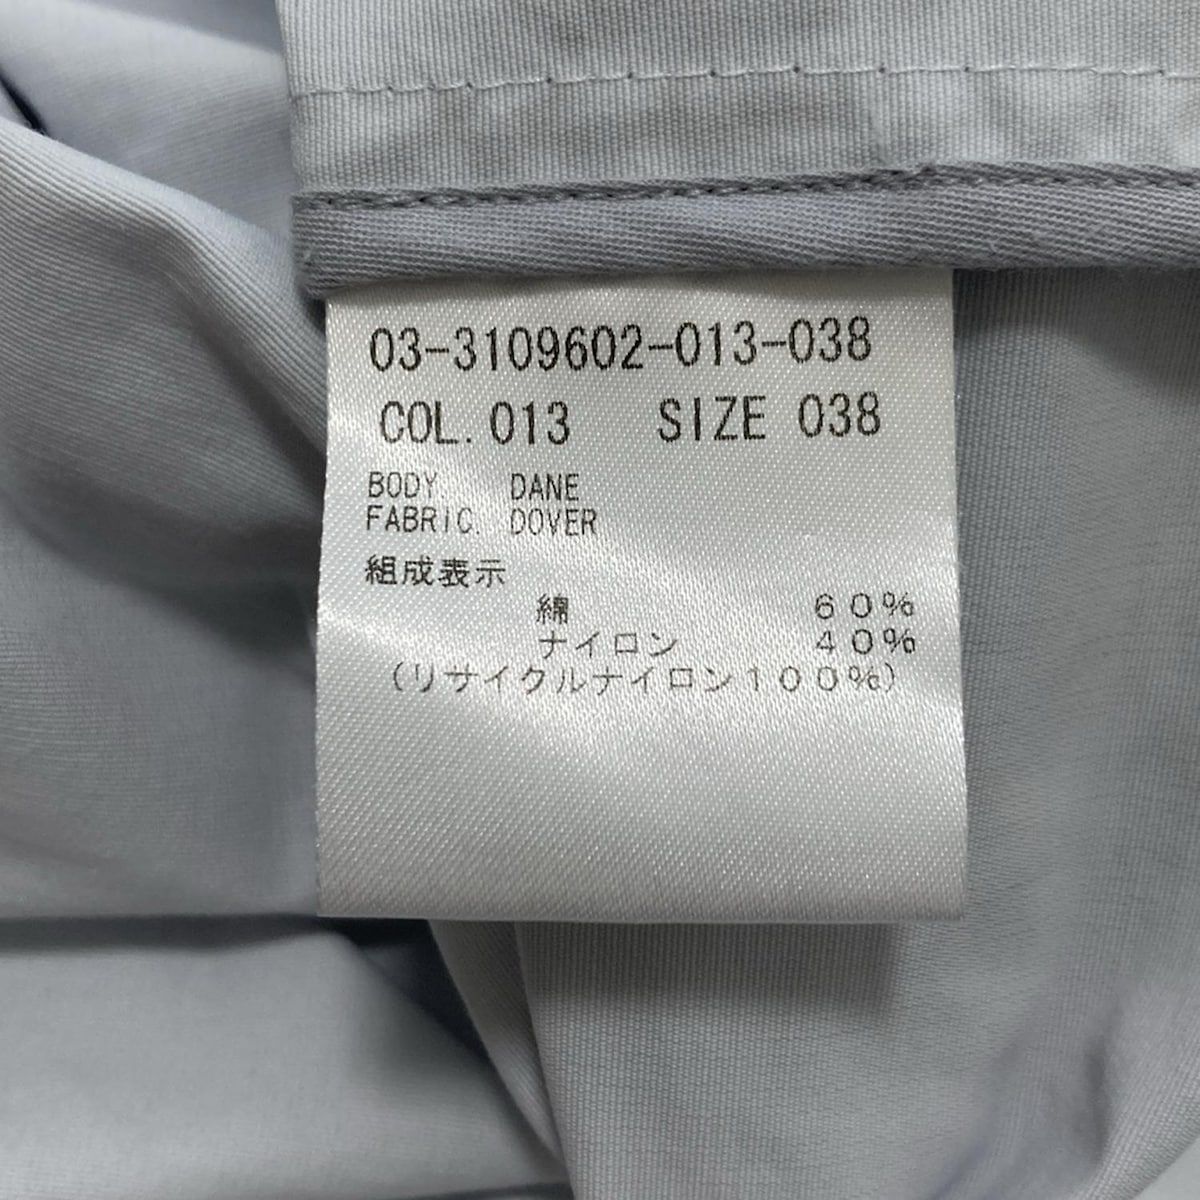 03-3109602-013-038
COL. 013 SIZE 038
BODY. DANE
FABRIC. DOVER
組成表示
綿 60%
ナイロン 40%
(リサイクルナイロン100%)